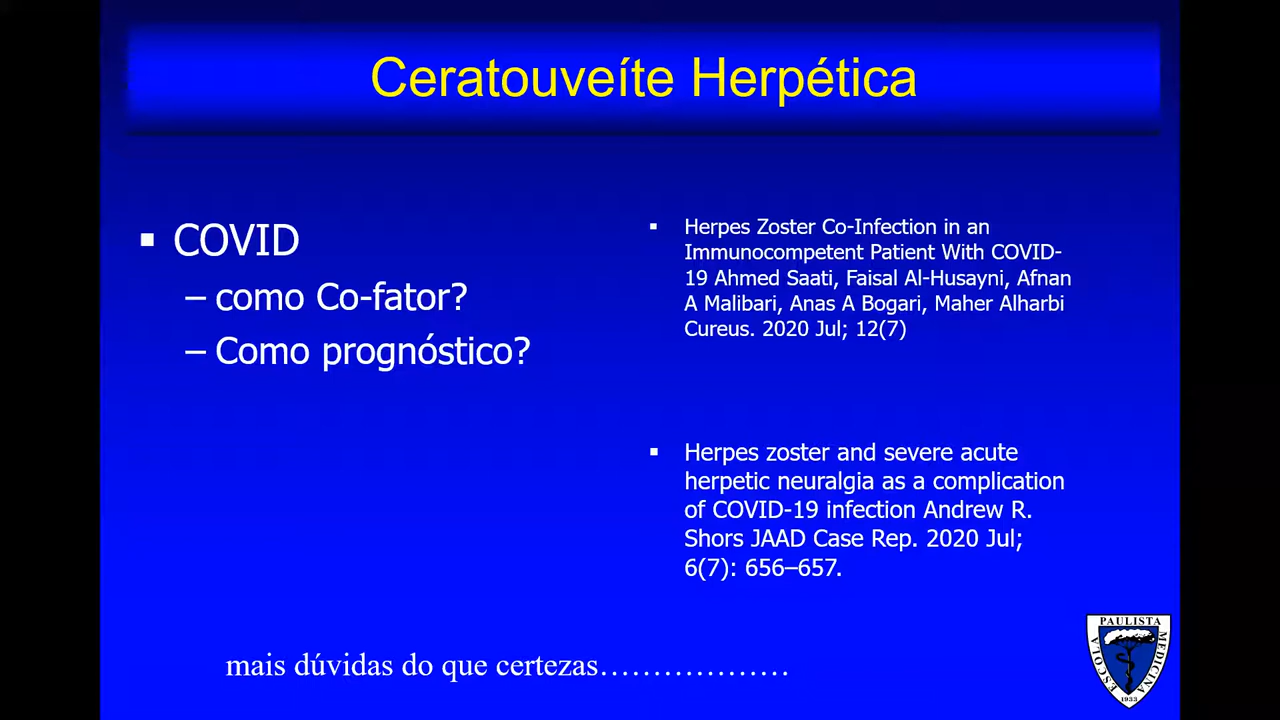 Ceratouveíte Herpética
▪ COVID
– como Co-fator?
– Como prognóstico?
▪ Herpes Zoster Co-Infection in an
Immunocompetent Patient With COVID-
19 Ahmed Saati, Faisal Al-Husayni, Afnan
A Malibari, Anas A Bogari, Maher Alharbi
Cureus. 2020 Jul; 12(7)
▪ Herpes zoster and severe acute
herpetic neuralgia as a complication
of COVID-19 infection Andrew R.
Shors JAAD Case Rep. 2020 Jul;
6(7): 656–657.
mais dúvidas do que certezas………………
ESCOLA
PAULISTA
MEDICINA
1933